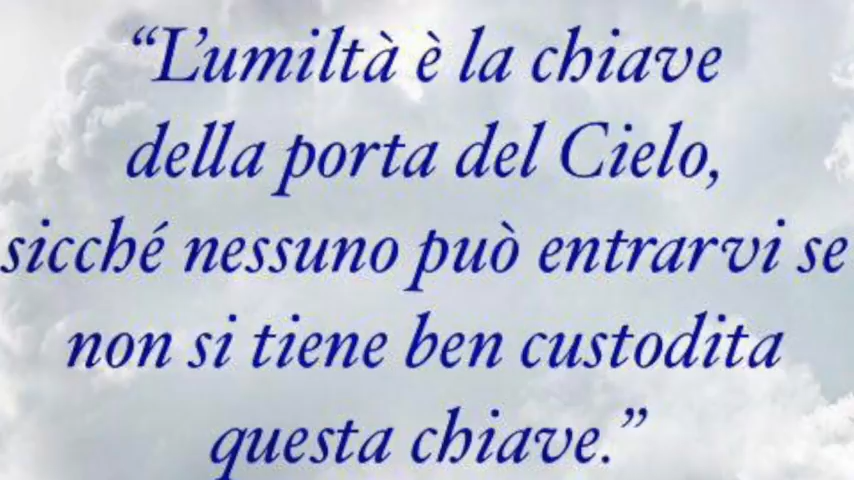 “L’umiltà è la chiave
della porta del Cielo,
sicché nessuno può entrarvi se
non si tiene ben custodita
questa chiave.”